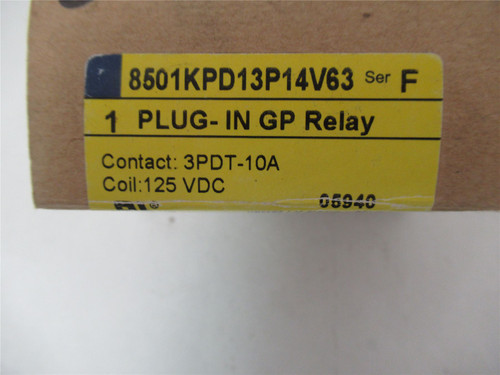 8501KPD13P14V63 Ser F
1 PLUG-IN GP Relay
Contact: 3PDT-10A
Coil:125 VDC
05940